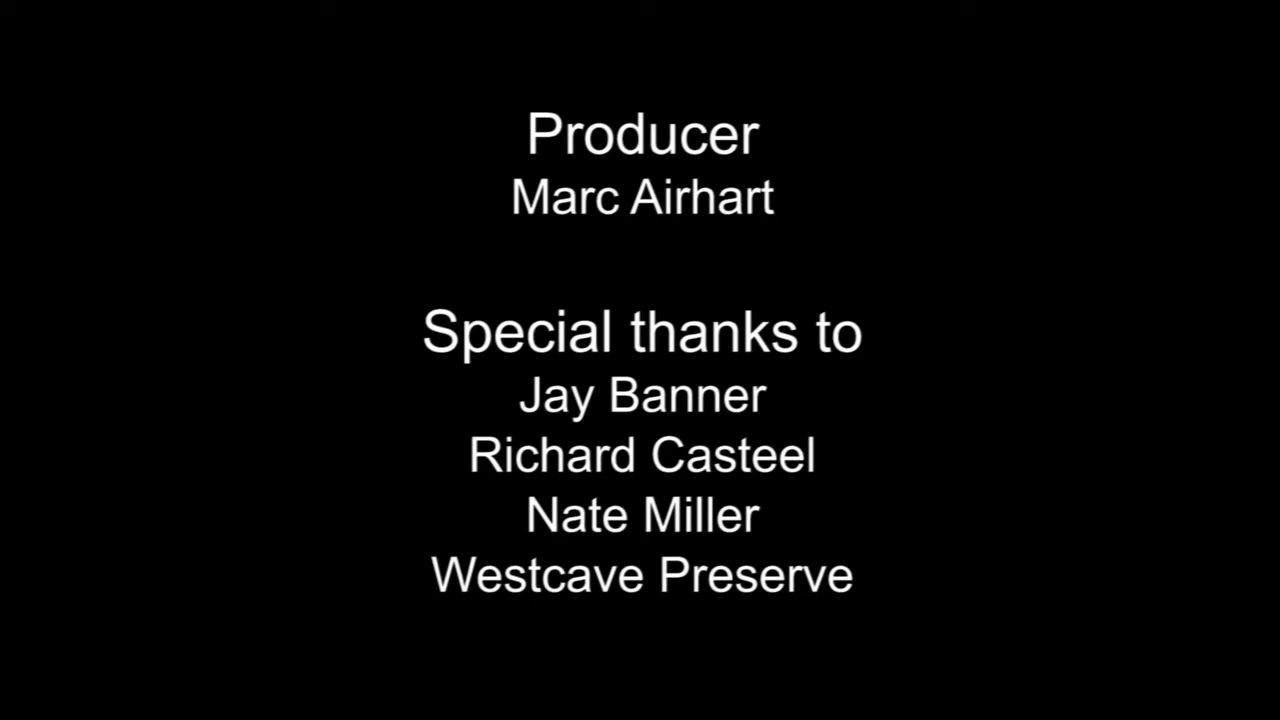 Producer
Marc Airhart
Special thanks to
Jay Banner
Richard Casteel
Nate Miller
Westcave Preserve